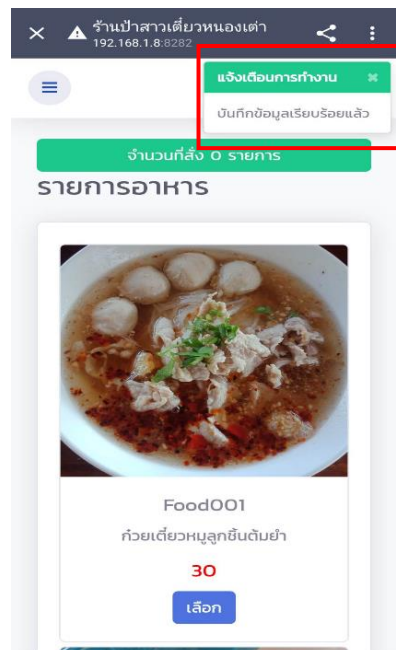 ร้านป้าสาวเตี่ยวหนองเต่า
192.168.1.8:8282
แจ้งเตือนการทำงาน
บันทึกข้อมูลเรียบร้อยแล้ว
จำนวนที่สั่ง 0 รายการ
รายการอาหาร
Food001
ก๋วยเตี่ยวหมูลูกชิ้นต้มยำ
30
เลือก